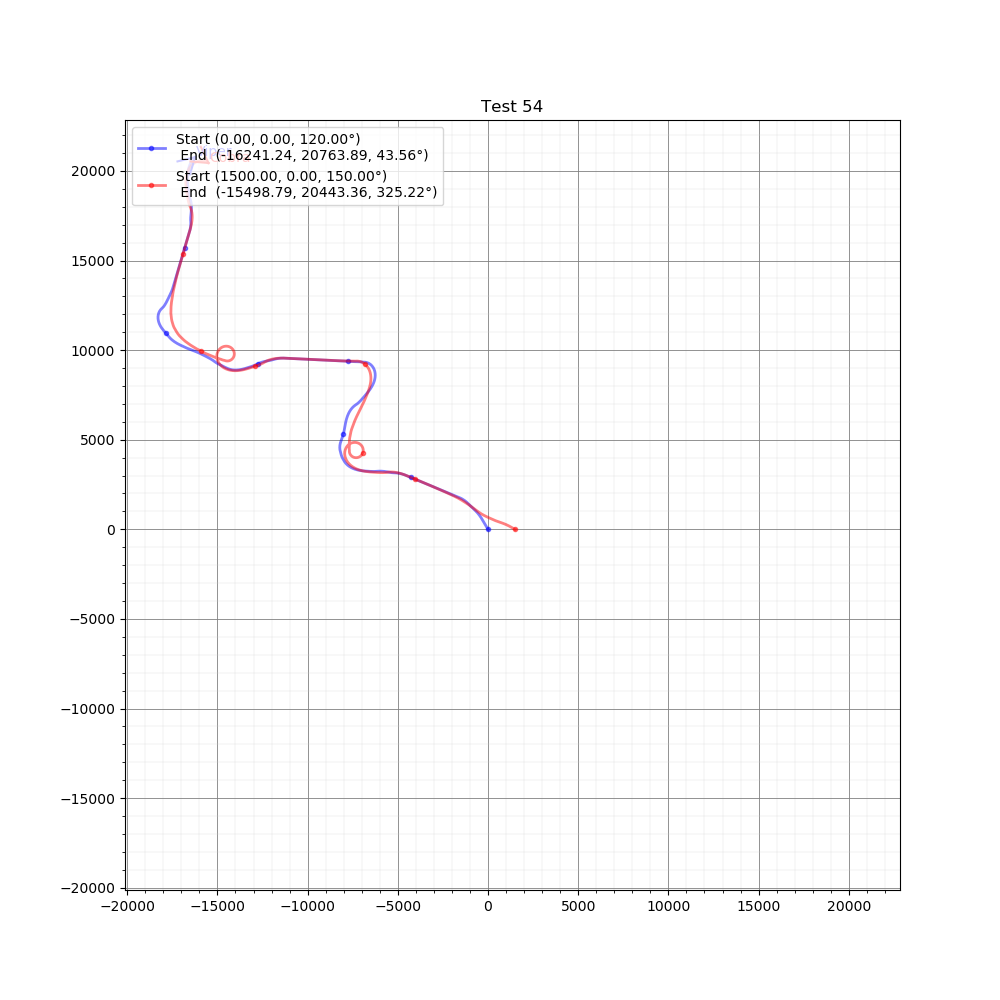 Test 54
Start (0.00, 0.00, 120.00°)
End (-16241.24, 20763.89, 43.56°)
Start (1500.00, 0.00, 150.00°)
End (-15498.79, 20443.36, 325.22°)
20000
15000
10000
5000
0
−5000
−10000
−15000
−20000
−20000 −15000 −10000 −5000 0 5000 10000 15000 20000